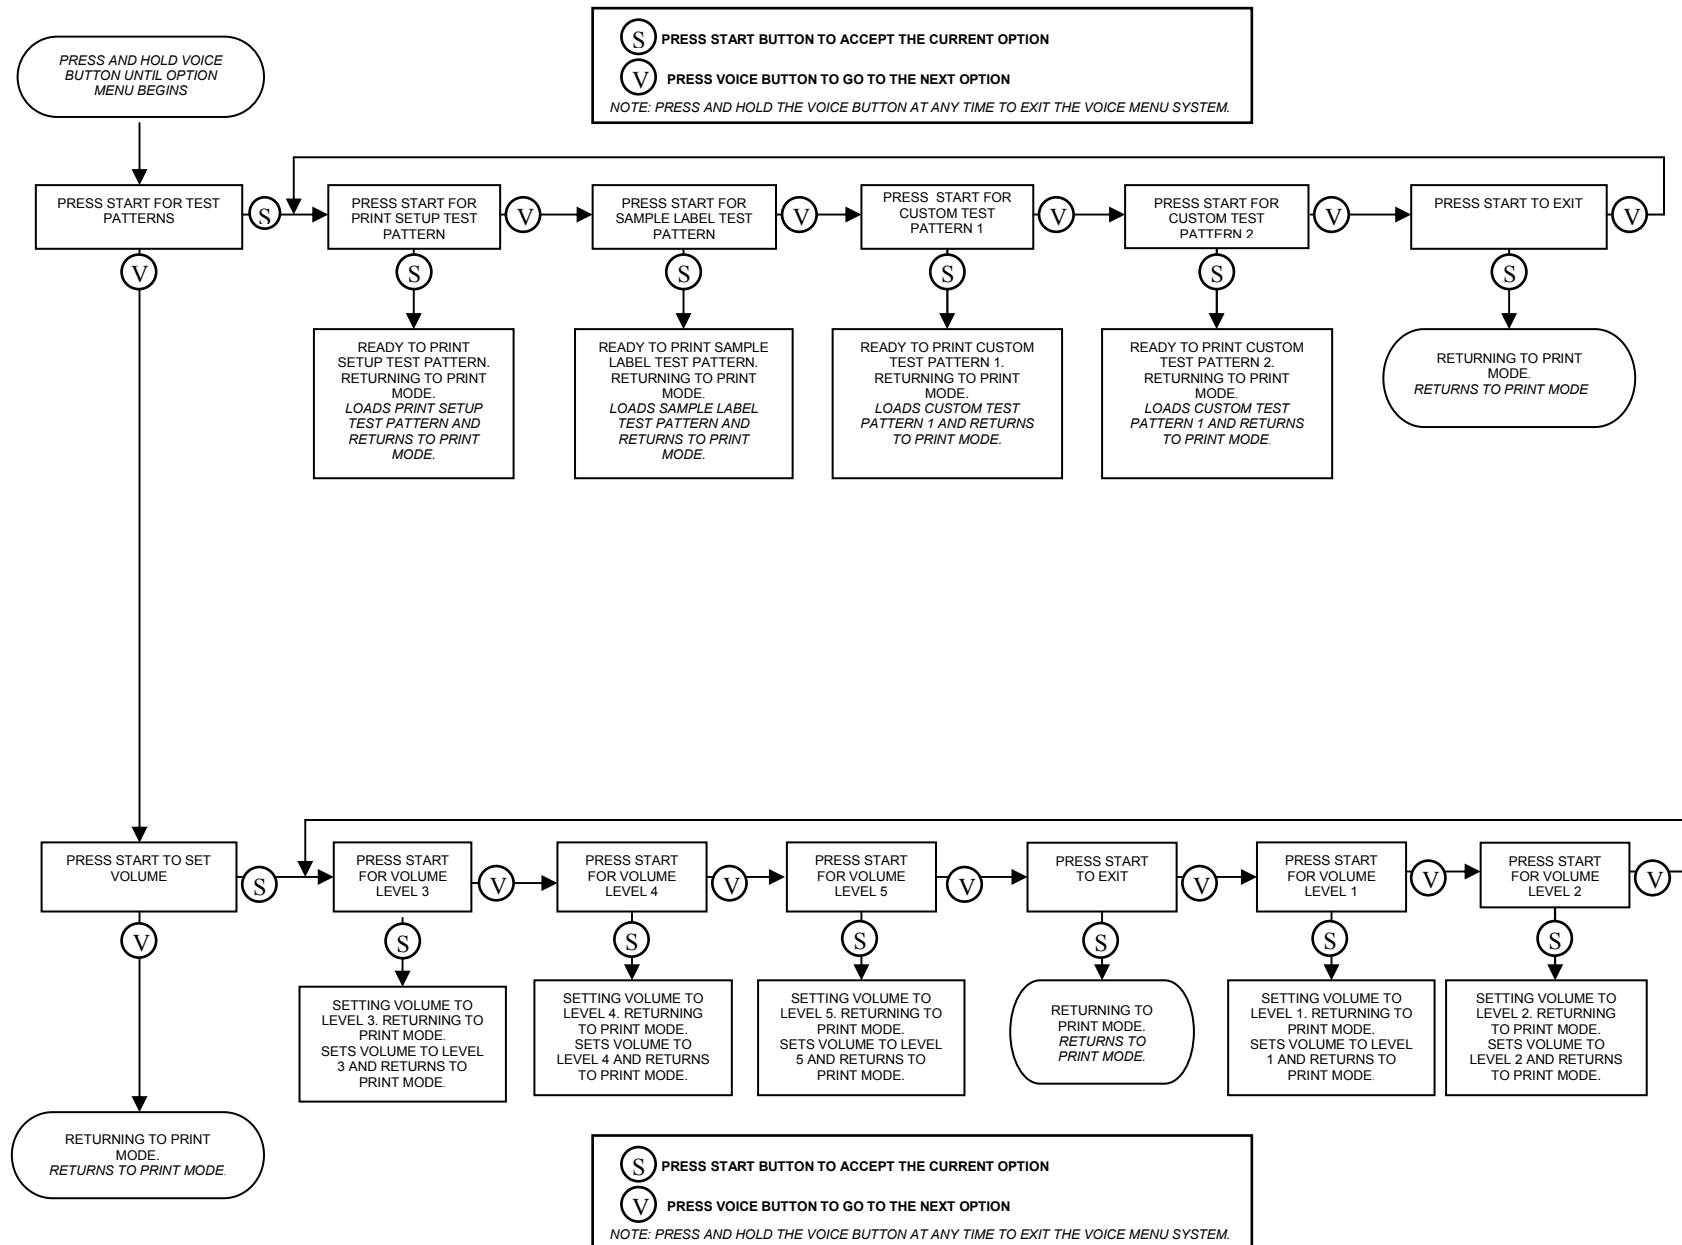 PRESS AND HOLD VOICE
BUTTON UNTIL OPTION
MENU BEGINS
S PRESS START BUTTON TO ACCEPT THE CURRENT OPTION
V PRESS VOICE BUTTON TO GO TO THE NEXT OPTION
NOTE: PRESS AND HOLD THE VOICE BUTTON AT ANY TIME TO EXIT THE VOICE MENU SYSTEM.
PRESS START FOR TEST
PATTERNS
S
PRESS START FOR
PRINT SETUP TEST
PATTERN
V
PRESS START FOR
SAMPLE LABEL TEST
PATTERN
V
PRESS START FOR
CUSTOM TEST
PATTERN 1
V
PRESS START FOR
CUSTOM TEST
PATTERN 2
V
PRESS START TO EXIT
V
V
S
S
S
S
S
READY TO PRINT
SETUP TEST PATTERN.
RETURNING TO PRINT
MODE.
LOADS PRINT SETUP
TEST PATTERN AND
RETURNS TO PRINT
MODE.
READY TO PRINT SAMPLE
LABEL TEST PATTERN.
RETURNING TO PRINT
MODE.
LOADS SAMPLE LABEL
TEST PATTERN AND
RETURNS TO PRINT
MODE.
READY TO PRINT CUSTOM
TEST PATTERN 1.
RETURNING TO PRINT
MODE.
LOADS CUSTOM TEST
PATTERN 1 AND RETURNS
TO PRINT MODE.
READY TO PRINT CUSTOM
TEST PATTERN 2.
RETURNING TO PRINT
MODE.
LOADS CUSTOM TEST
PATTERN 1 AND RETURNS
TO PRINT MODE.
RETURNING TO PRINT
MODE.
RETURNS TO PRINT MODE
PRESS START TO SET
VOLUME
S
PRESS START
FOR VOLUME
LEVEL 3
V
PRESS START
FOR VOLUME
LEVEL 4
V
PRESS START
FOR VOLUME
LEVEL 5
V
PRESS START
TO EXIT
V
PRESS START
FOR VOLUME
LEVEL 1
V
PRESS START
FOR VOLUME
LEVEL 2
V
V
S
S
S
S
S
S
SETTING VOLUME TO
LEVEL 3. RETURNING TO
PRINT MODE.
SETS VOLUME TO LEVEL
3 AND RETURNS TO
PRINT MODE.
SETTING VOLUME TO
LEVEL 4. RETURNING
TO PRINT MODE.
SETS VOLUME TO
LEVEL 4 AND RETURNS
TO PRINT MODE.
SETTING VOLUME TO
LEVEL 5. RETURNING TO
PRINT MODE.
SETS VOLUME TO LEVEL
5 AND RETURNS TO
PRINT MODE.
RETURNING TO
PRINT MODE.
RETURNS TO
PRINT MODE.
SETTING VOLUME TO
LEVEL 1. RETURNING TO
PRINT MODE.
SETS VOLUME TO LEVEL
1 AND RETURNS TO
PRINT MODE.
SETTING VOLUME TO
LEVEL 2. RETURNING
TO PRINT MODE.
SETS VOLUME TO
LEVEL 2 AND RETURNS
TO PRINT MODE.
RETURNING TO PRINT
MODE.
RETURNS TO PRINT MODE.
S PRESS START BUTTON TO ACCEPT THE CURRENT OPTION
V PRESS VOICE BUTTON TO GO TO THE NEXT OPTION
NOTE: PRESS AND HOLD THE VOICE BUTTON AT ANY TIME TO EXIT THE VOICE MENU SYSTEM.